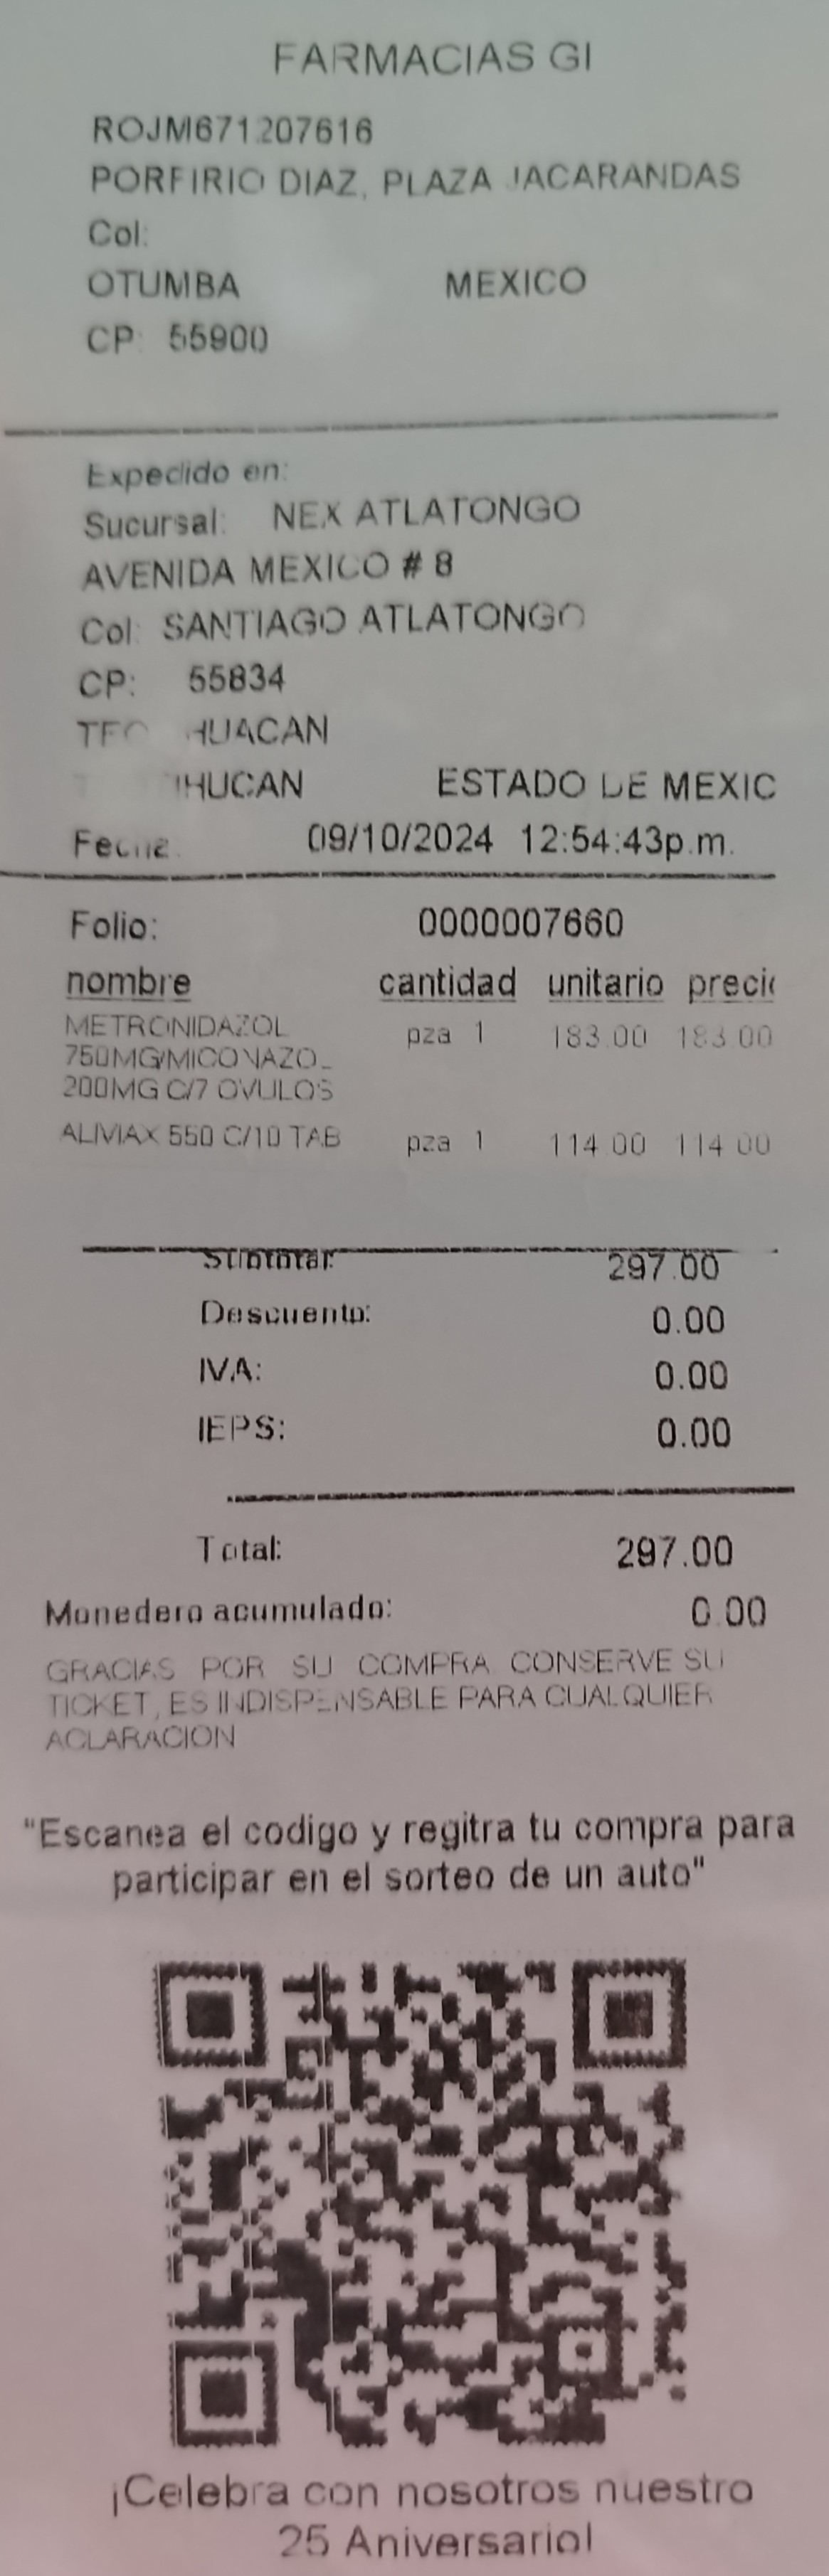 FARMACIAS GI
ROJM671207616
PORFIRIO DIAZ, PLAZA JACARANDAS
Col:
OTUMBA MEXICO
CP: 55900
Expedido en:
Sucursal: NEX ATLATONGO
AVENIDA MEXICO # 8
Col: SANTIAGO ATLATONGO
CP: 55834
HUACAN
IHUCAN ESTADO DE MEXIC
Fecha: 09/10/2024 12:54:43p.m.
Folio: 0000007660
nombre cantidad unitario preci
METRONIDAZOL pza 1 183.00 183.00
750MG/MICONAZOL
200MG C/7 OVULOS
ALIVIAX 550 C/10 TAB pza 1 114.00 114.00
Subtotal: 297.00
Descuento: 0.00
IVA: 0.00
IEPS: 0.00
Total: 297.00
Monedero acumulado: 0.00
GRACIAS POR SU COMPRA CONSERVE SU
TICKET, ES INDISPENSABLE PARA CUALQUIER
ACLARACION
"Escanea el codigo y regitra tu compra para
participar en el sorteo de un auto"
¡Celebra con nosotros nuestro
25 Aniversario!